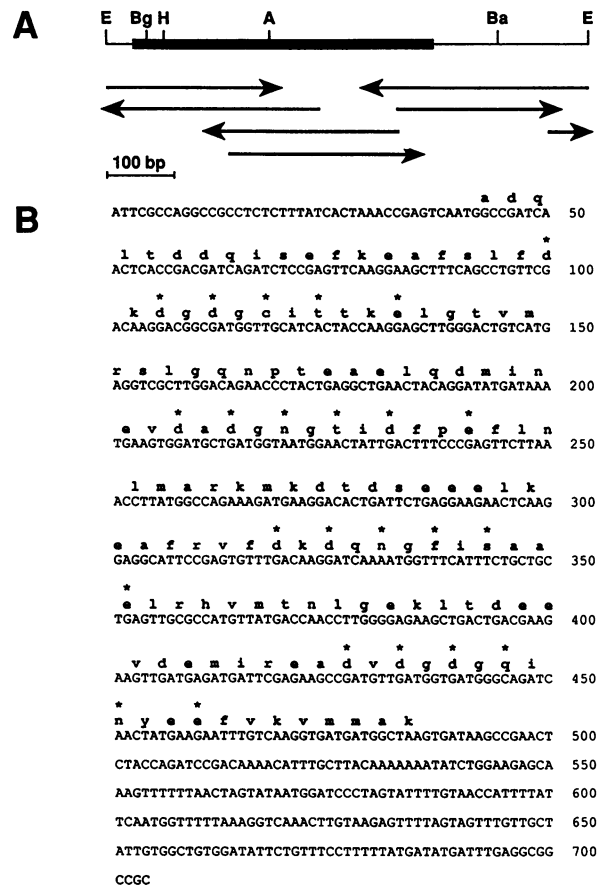 A
E Bg H A Ba E
100 bp
B
a d q
ATTCGCCAGGCCGCCTCTCTTTATCACTAAACCGAGTCAATGGCCGATCA 50
*
l t d d q i s e f k e a f s l f d
ACTCACCGACGATCAGATCTCCGAGTTCAAGGAAGCTTTCAGCCTGTTCG 100
* * * * *
k d g d g c i t t k e l g t v m
ACAAGGACGGCGATGGTTGCATCACTACCAAGGAGCTTGGGACTGTCATG 150
r s l g q n p t e a e l q d m i n
AGGTCGCTTGGACAGAACCCTACTGAGGCTGAACTACAGGATATGATAAA 200
* * * * * *
e v d a d g n g t i d f p e f l n
TGAAGTGGATGCTGATGGTAATGGAACTATTGACTTTCCCGAGTTCTTAA 250
l m a r k m k d t d s e e e l k
ACCTTATGGCCAGAAAGATGAAGGACACTGATTCTGAGGAAGAACTCAAG 300
* * * * *
e a f r v f d k d q n g f i s a a
GAGGCATTCCGAGTGTTTGACAAGGATCAAAATGGTTTCATTTCTGCTGC 350
*
e l r h v m t n l g e k l t d e e
TGAGTTGCGCCATGTTATGACCAACCTTGGGGAGAAGCTGACTGACGAAG 400
* * * *
v d e m i r e a d v d g d g q i
AAGTTGATGAGATGATTCGAGAAGCCGATGTTGATGGTGATGGGCAGATC 450
* *
n y e e f v k v m m a k
AACTATGAAGAATTTGTCAAGGTGATGATGGCTAAGTGATAAGCCGAACT 500
CTACCAGATCCGACAAAACATTTGCTTACAAAAAAATATCTGGAAGAGCA 550
AAGTTTTTTAACTAGTATAATGGATCCCTAGTATTTTGTAACCATTTTAT 600
TCAATGGTTTTTAAAGGTCAAACTTGTAAGAGTTTTAGTAGTTTGTTGCT 650
ATTGTGGCTGTGGATATTCTGTTTCCTTTTTATGATATGATTTGAGGCGG 700
CCGC